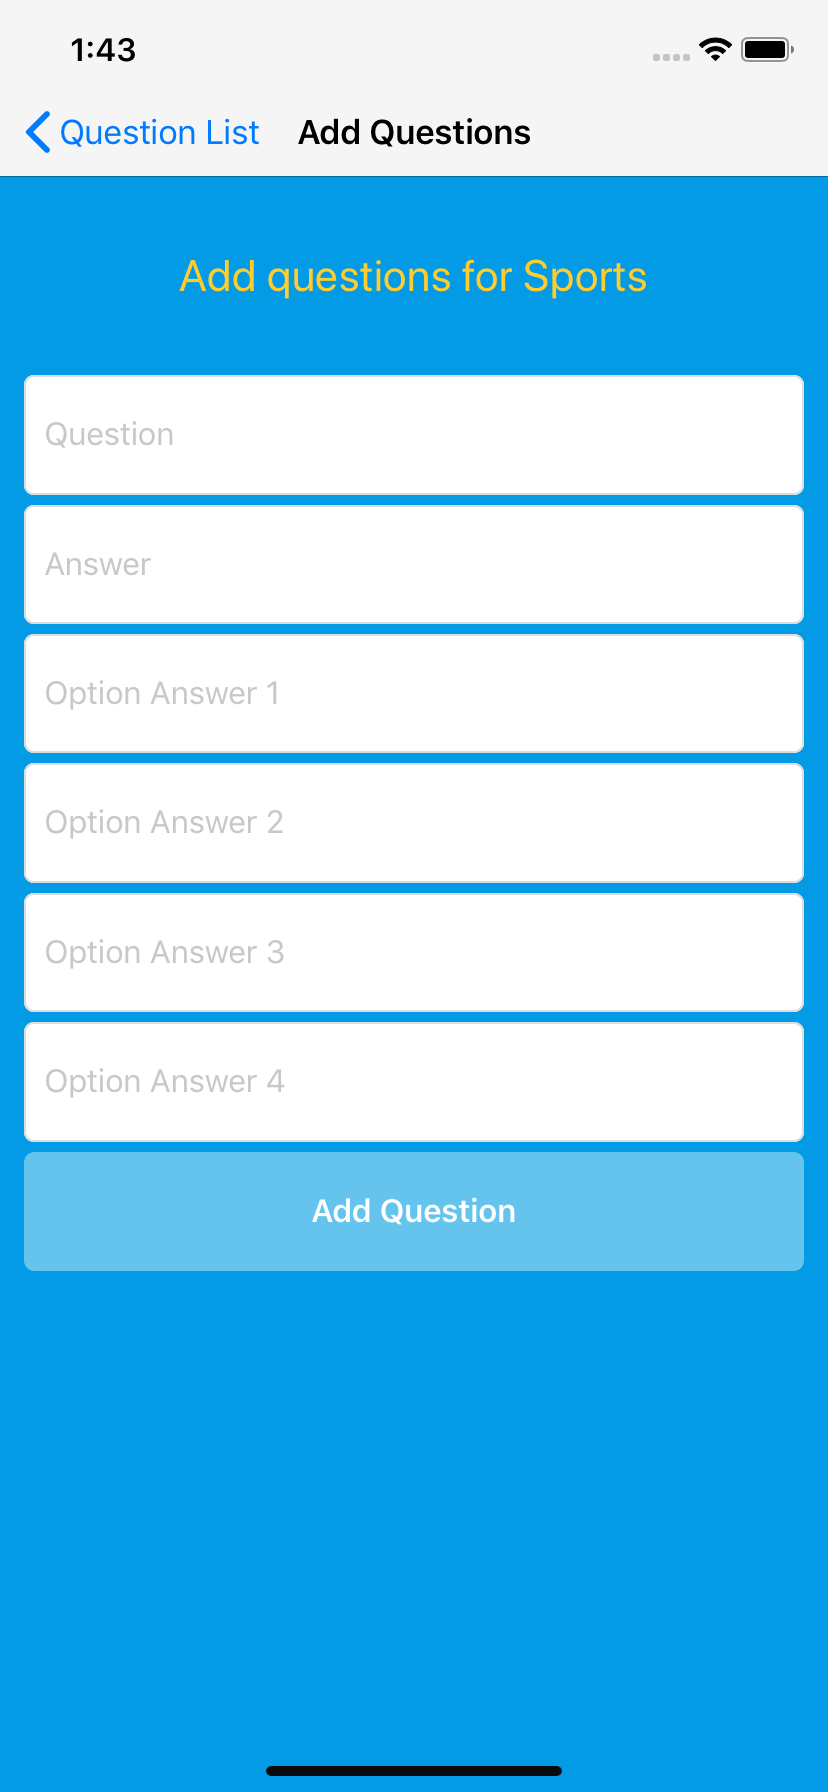 1:43
Question List Add Questions
Add questions for Sports
Question
Answer
Option Answer 1
Option Answer 2
Option Answer 3
Option Answer 4
Add Question